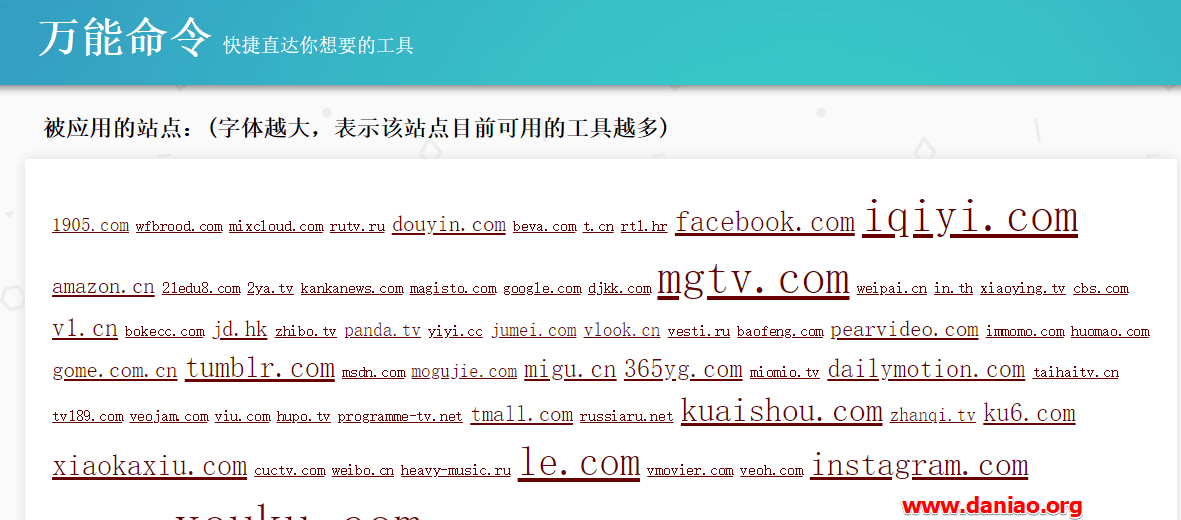 万能命令 快捷直达你想要的工具
被应用的站点：(字体越大，表示该站点目前可用的工具越多)
1905.com wfbrood.com mixcloud.com rutv.ru douyin.com beva.com t.cn rtl.hr facebook.com iqiyi.com
amazon.cn 21edu8.com 2ya.tv kankanews.com magisto.com google.com djkk.com mgtv.com weipai.cn in.th xiaoying.tv cbs.com
v1.cn bokecc.com jd.hk zhibo.tv panda.tv yiyi.cc jumei.com vlook.cn vesti.ru baofeng.com pearvideo.com immomo.com huomao.com
gome.com.cn tumblr.com msdn.com mogujie.com migu.cn 365yg.com miomio.tv dailymotion.com taihaitv.cn
tv189.com veojam.com viu.com hupo.tv programme-tv.net tmall.com russiaru.net kuaishou.com zhanqi.tv ku6.com
xiaokaxiu.com cuctv.com weibo.cn heavy-music.ru le.com vmovier.com veoh.com instagram.com
youku.com
www.daniao.org